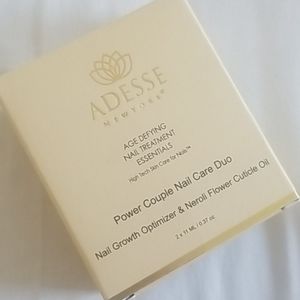 ADESSE
NEW YORK®
AGE DEFYING
NAIL TREATMENT
ESSENTIALS
High Tech Skin Care for Nails™
Power Couple Nail Care Duo
Nail Growth Optimizer & Neroli Flower Cuticle Oil
2 x 11 ML / 0.37 oz